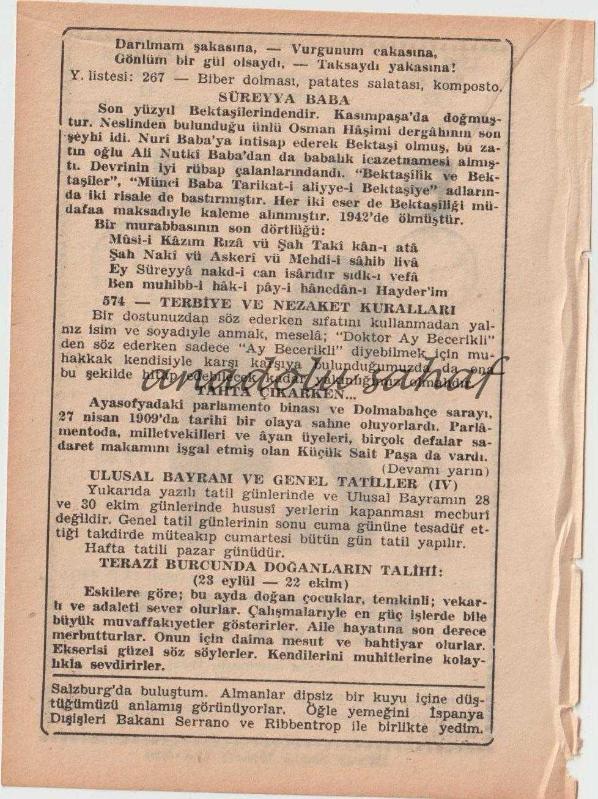 Darılmam şakasına, — Vurgunum cakasına,
Gönlüm bir gül olsaydı, — Taksaydı yakasına!
Y. listesi: 267 — Biber dolması, patates salatası, komposto.
SÜREYYA BABA
Son yüzyıl Bektaşilerindendir. Kasımpaşa'da doğmuş-
tur. Neslinden bulunduğu ünlü Osman Hâşimi dergâhının son
şeyhi idi. Nuri Baba'ya intisap ederek Bektaşi olmuş, bu za-
tın oğlu Ali Nutkî Baba'dan da babalık icazetnamesi almış-
tı. Devrinin iyi rübap çalanlarındandı. "Bektaşilik ve Bek-
taşiler", "Münci Baba Tarikat-i aliyye-i Bektaşiye" adların-
da iki risale de bastırmıştır. Her iki eser de Bektaşiliği mü-
dafaa maksadıyle kaleme alınmıştır. 1942'de ölmüştür.
Bir murabbasının son dörtlüğü:
Mûsi-i Kâzım Rızâ vü Şah Takî kân-ı atâ
Şah Nakî vü Askerî vü Mehdi-i sâhib livâ
Ey Süreyyâ nakd-i can isârıdır sıdk-ı vefâ
Ben muhibb-i hâk-i pây-i hânedân-ı Hayder'im
574 — TERBİYE VE NEZAKET KURALLARI
Bir dostunuzdan söz ederken sıfatını kullanmadan yal-
nız isim ve soyadiyle anmak, meselâ; "Doktor Ay Becerikli"
den söz ederken sadece "Ay Becerikli" diyebilmek için mu-
hakkak kendisiyle karşı karşıya bulunduğumuzda da ona
bu şekilde hitap edebilecek kadar
anadolu sahaf
TAHTA ÇIKARKEN...
Ayasofyadaki parlamento binası ve Dolmabahçe sarayı,
27 nisan 1909'da tarihi bir olaya sahne oluyorlardı. Parlâ-
mentoda, milletvekilleri ve âyan üyeleri, birçok defalar sa-
daret makamını işgal etmiş olan Küçük Sait Paşa da vardı.
(Devamı yarın)
ULUSAL BAYRAM VE GENEL TATİLLER (IV)
Yukarıda yazılı tatil günlerinde ve Ulusal Bayramın 28
ve 30 ekim günlerinde hususî yerlerin kapanması mecburî
değildir. Genel tatil günlerinin sonu cuma gününe tesadüf et-
tiği takdirde müteakıp cumartesi bütün gün tatil yapılır.
Hafta tatili pazar günüdür.
TERAZİ BURCUNDA DOĞANLARIN TALİHİ:
(23 eylül — 22 ekim)
Eskilere göre; bu ayda doğan çocuklar, temkinli; vekar-
lı ve adaleti sever olurlar. Çalışmalarıyle en güç işlerde bile
büyük muvaffakıyetler gösterirler. Aile hayatına son derece
merbutturlar. Onun için daima mesut ve bahtiyar olurlar.
Ekserisi güzel söz söylerler. Kendilerini muhitlerine kolay-
lıkla sevdirirler.
Salzburg'da buluştum. Almanlar dipsiz bir kuyu içine düş-
tüğümüzü anlamış görünüyorlar. Öğle yemeğini İspanya
Dışişleri Bakanı Serrano ve Ribbentrop ile birlikte yedim.